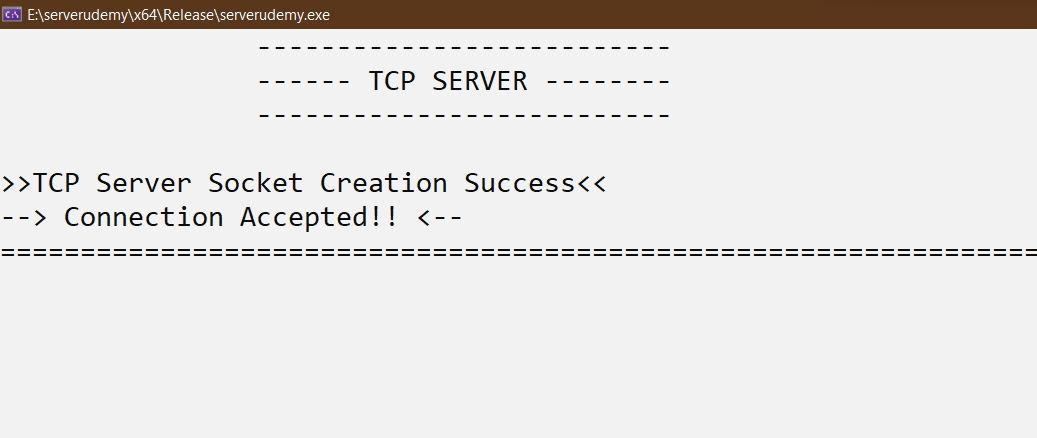 E:\serverudemy\x64\Release\serverudemy.exe
--------------------------
------ TCP SERVER --------
--------------------------
>>TCP Server Socket Creation Success<<
--> Connection Accepted!! <--
=================================================================